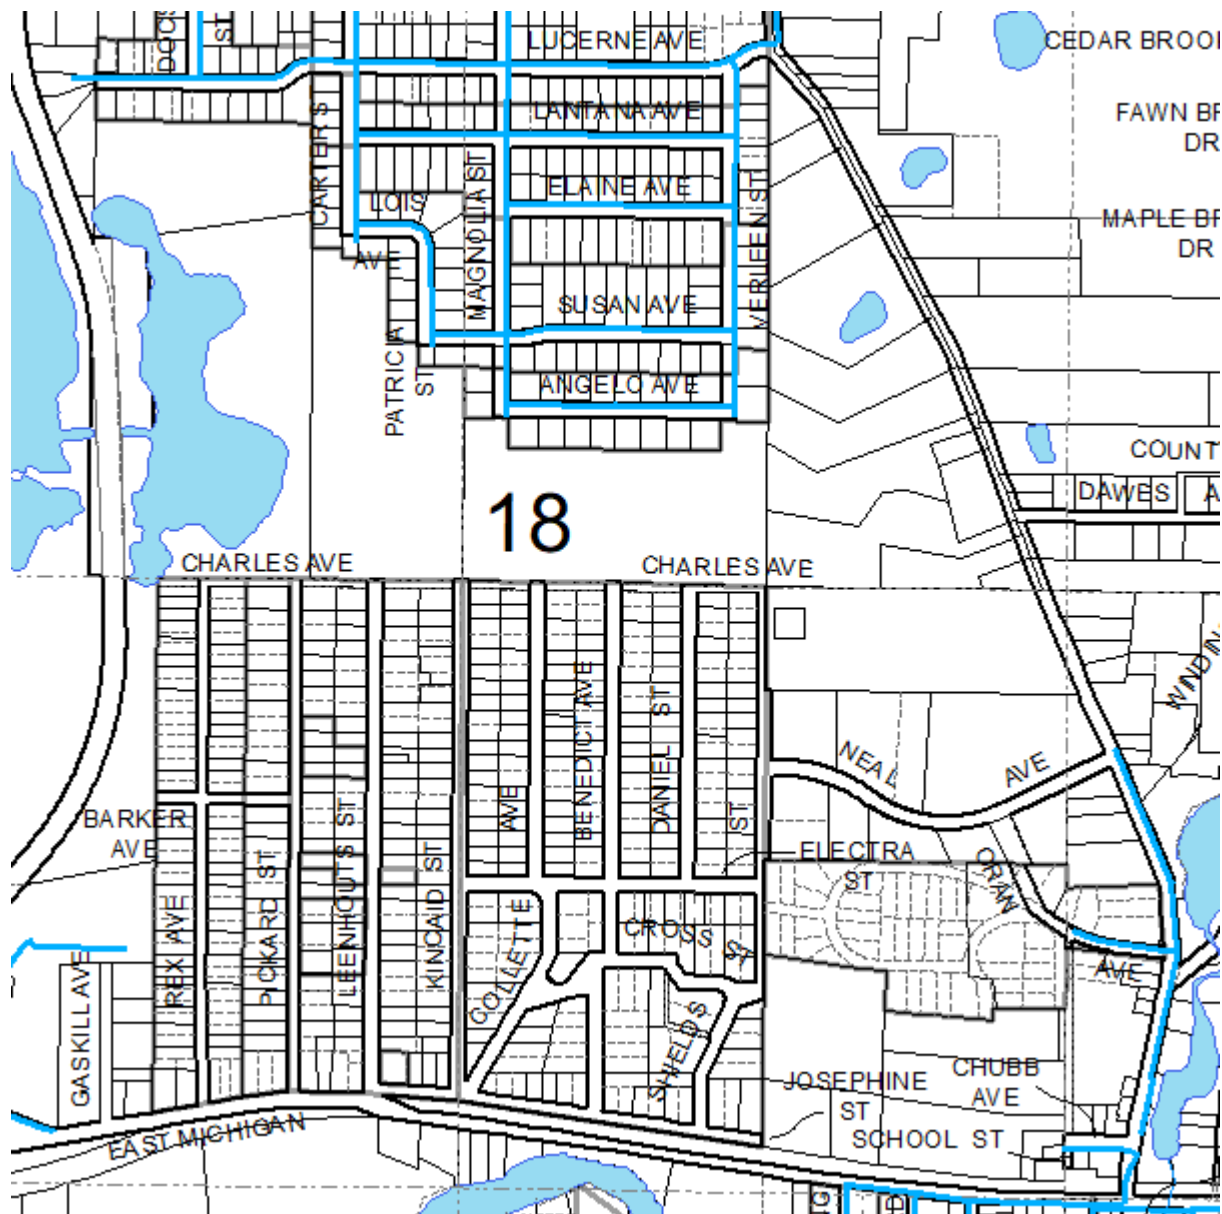 DOCS
ST
LUCERNE AVE
CEDAR BROO
FAWN BR
DR
LANTANA AVE
CARTER ST
MAGNOLIA ST
ELAINE AVE
VERLEEN ST
LOIS
AVE
MAPLE BR
DR
SUSAN AVE
PATRICIA
ST
ANGELO AVE
COUNT
DAWES
A
18
CHARLES AVE
CHARLES AVE
WINDIN
BENEDICT AVE
DANIEL ST
NEAL
AVE
BARKER
AVE
AVE
ST
LEENHOUTS ST
KINCAID ST
ELECTRA
ST
ORAN
AVE
PICKARD ST
REX AVE
COLLETTE
CROSS ST
GASKILL AVE
SHIELDS
JOSEPHINE
ST
CHUBB
AVE
SCHOOL ST
EAST MICHIGAN